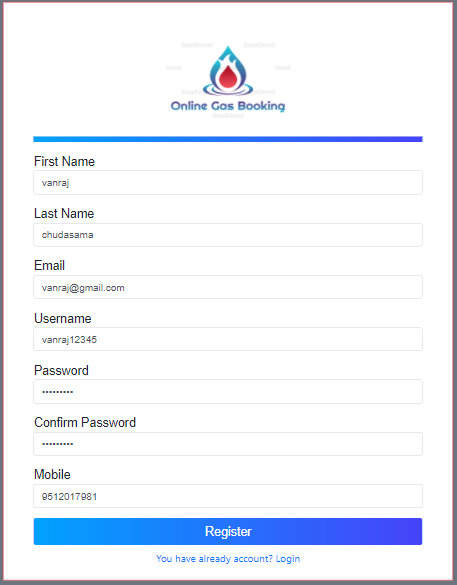 Online Gas Booking
First Name
vanraj
Last Name
chudasama
Email
vanraj@gmail.com
Username
vanraj12345
Password
•••••••••
Confirm Password
•••••••••
Mobile
9512017981
Register
You have already account? Login